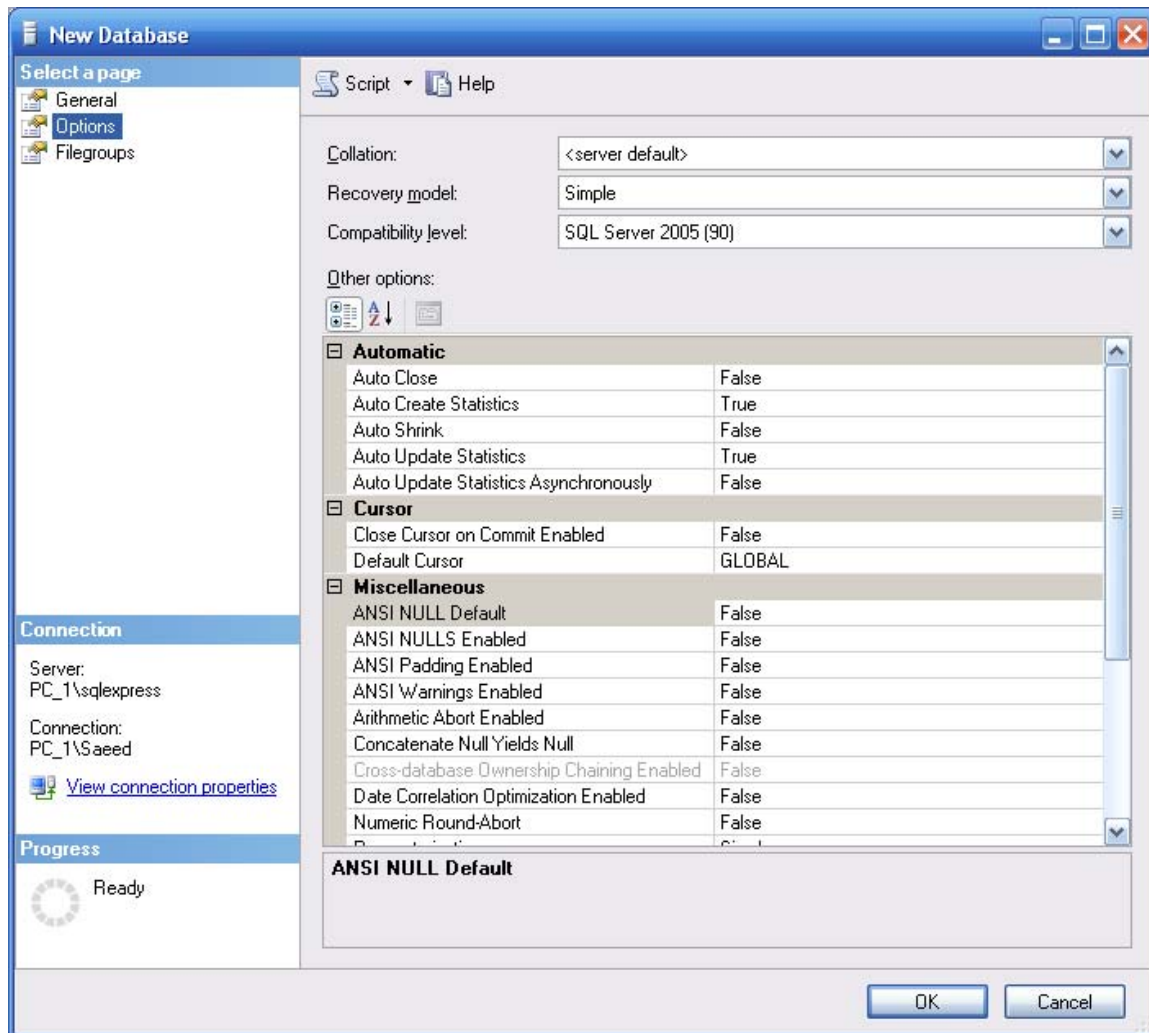 New Database
Select a page
General
Options
Filegroups
Script
Help
Collation:
<server default>
Recovery model:
Simple
Compatibility level:
SQL Server 2005 (90)
Other options:
Automatic
Auto Close False
Auto Create Statistics True
Auto Shrink False
Auto Update Statistics True
Auto Update Statistics Asynchronously False
Cursor
Close Cursor on Commit Enabled False
Default Cursor GLOBAL
Miscellaneous
ANSI NULL Default False
ANSI NULLS Enabled False
ANSI Padding Enabled False
ANSI Warnings Enabled False
Arithmetic Abort Enabled False
Concatenate Null Yields Null False
Cross-database Ownership Chaining Enabled False
Date Correlation Optimization Enabled False
Numeric Round-Abort False
ANSI NULL Default
Connection
Server:
PC_1\sqlexpress
Connection:
PC_1\Saeed
View connection properties
Progress
Ready
OK
Cancel